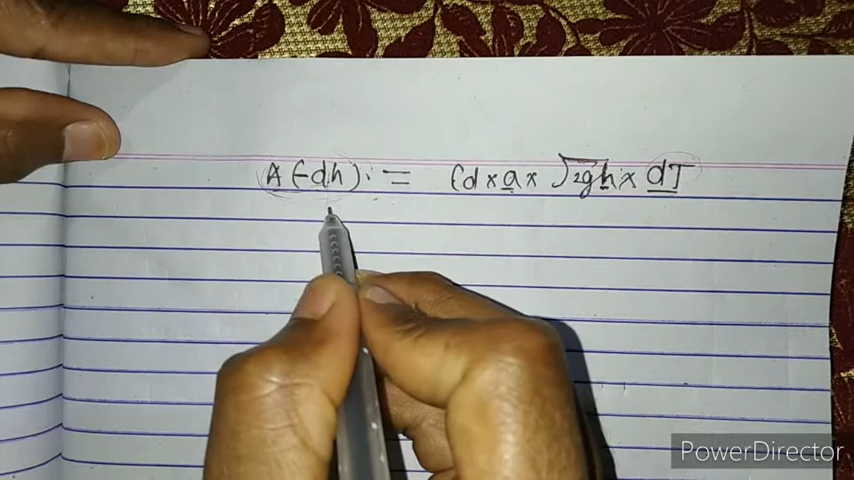 A(-dh) = Cd × a × √2gh × dT
PowerDirector